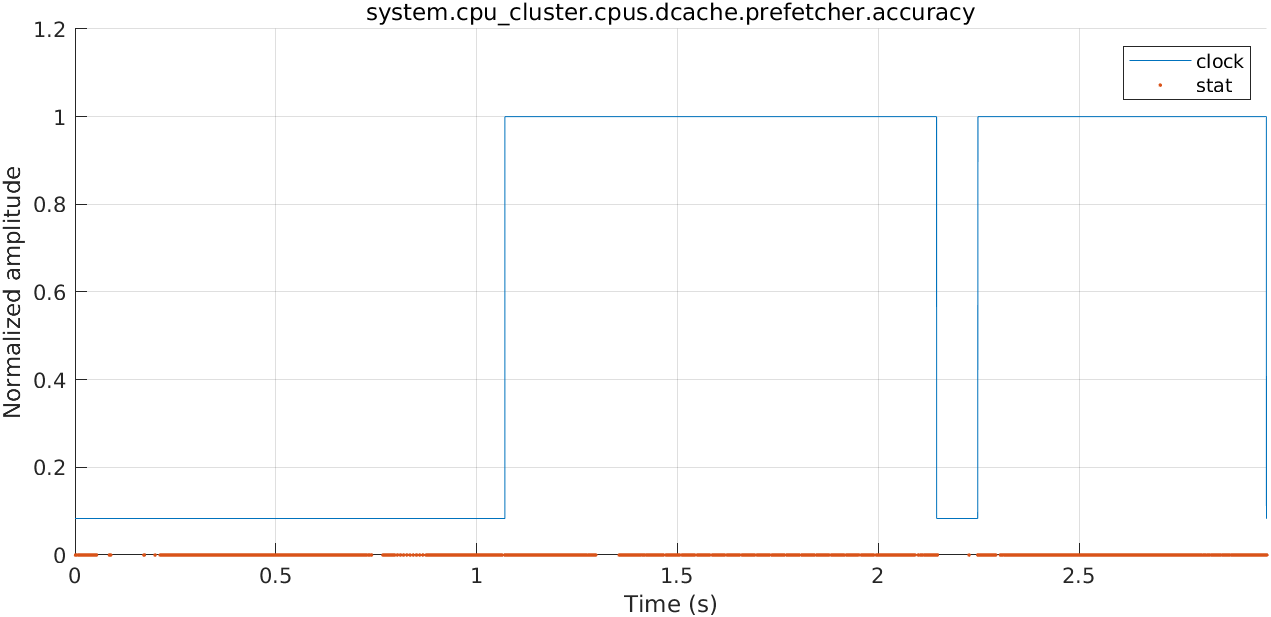 system.cpu_cluster.cpus.dcache.prefetcher.accuracy
1.2
1
0.8
0.6
0.4
0.2
0
Normalized amplitude
clock
stat
0 0.5 1 1.5 2 2.5
Time (s)